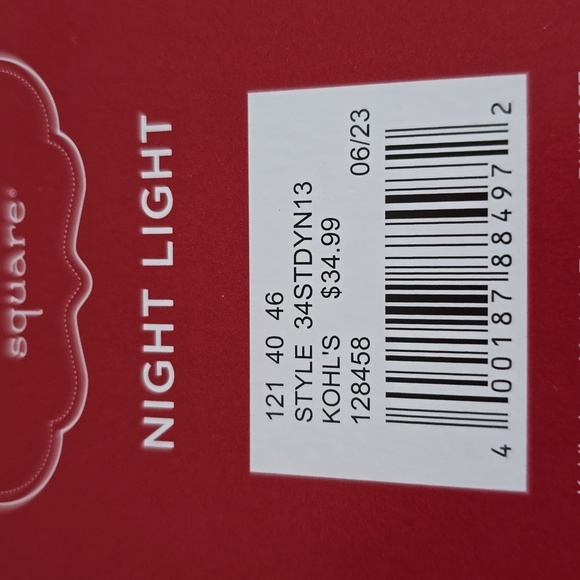 square®
NIGHT LIGHT
121 40 46
STYLE 34STDYN13
KOHL'S $34.99
128458 06/23
4 00187 88497 2